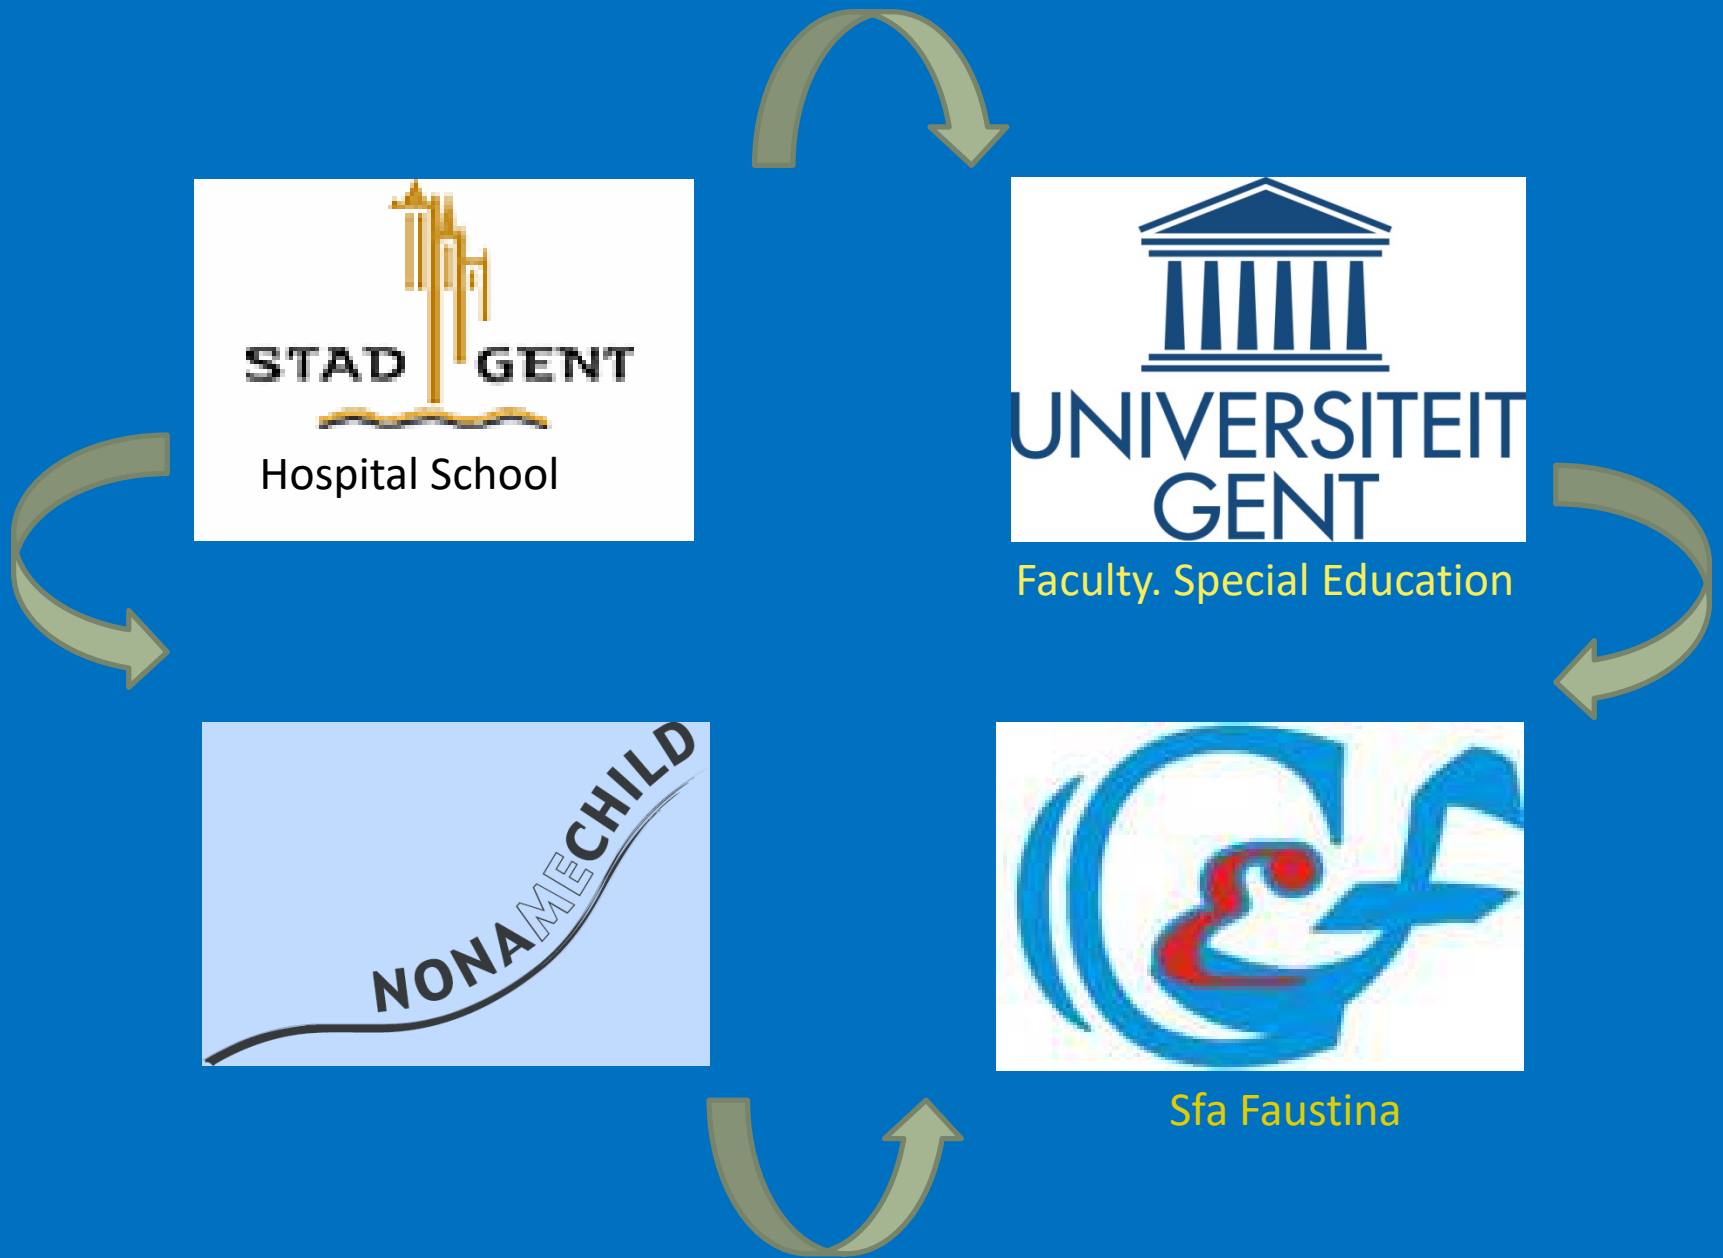 STAD GENT
Hospital School
UNIVERSITEIT
GENT
Faculty. Special Education
NONAMECHILD
C&f
Sfa Faustina